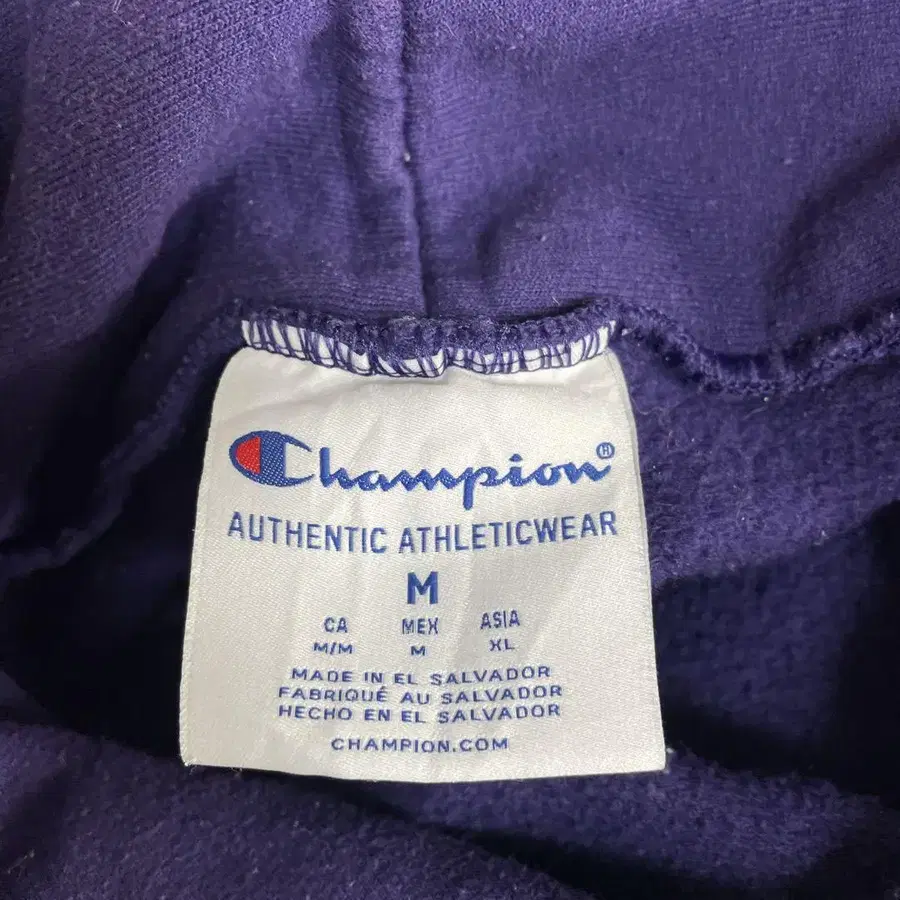 Champion®
AUTHENTIC ATHLETICWEAR
M
CA MEX ASIA
M/M M XL
MADE IN EL SALVADOR
FABRIQUÉ AU SALVADOR
HECHO EN EL SALVADOR
CHAMPION.COM